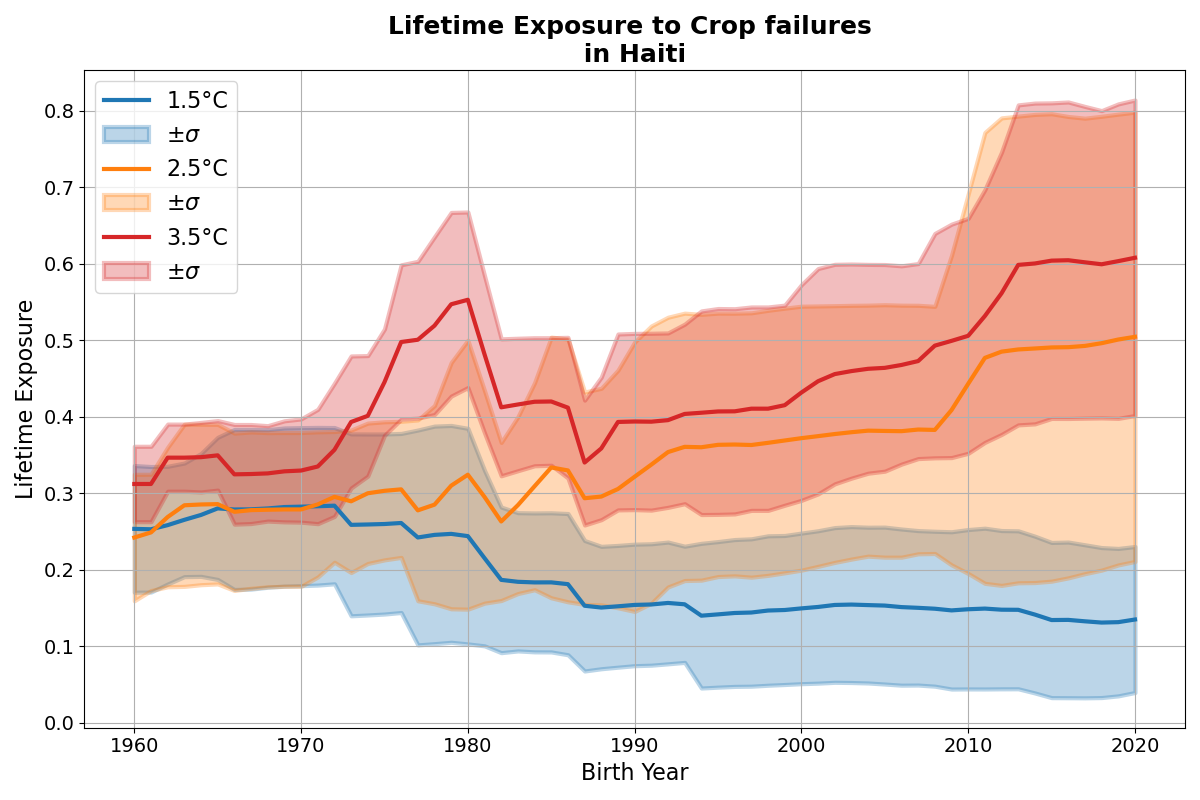 Lifetime Exposure to Crop failures
in Haiti
1.5°C
±σ
2.5°C
±σ
3.5°C
±σ
Lifetime Exposure
0.8
0.7
0.6
0.5
0.4
0.3
0.2
0.1
0.0
1960 1970 1980 1990 2000 2010 2020
Birth Year